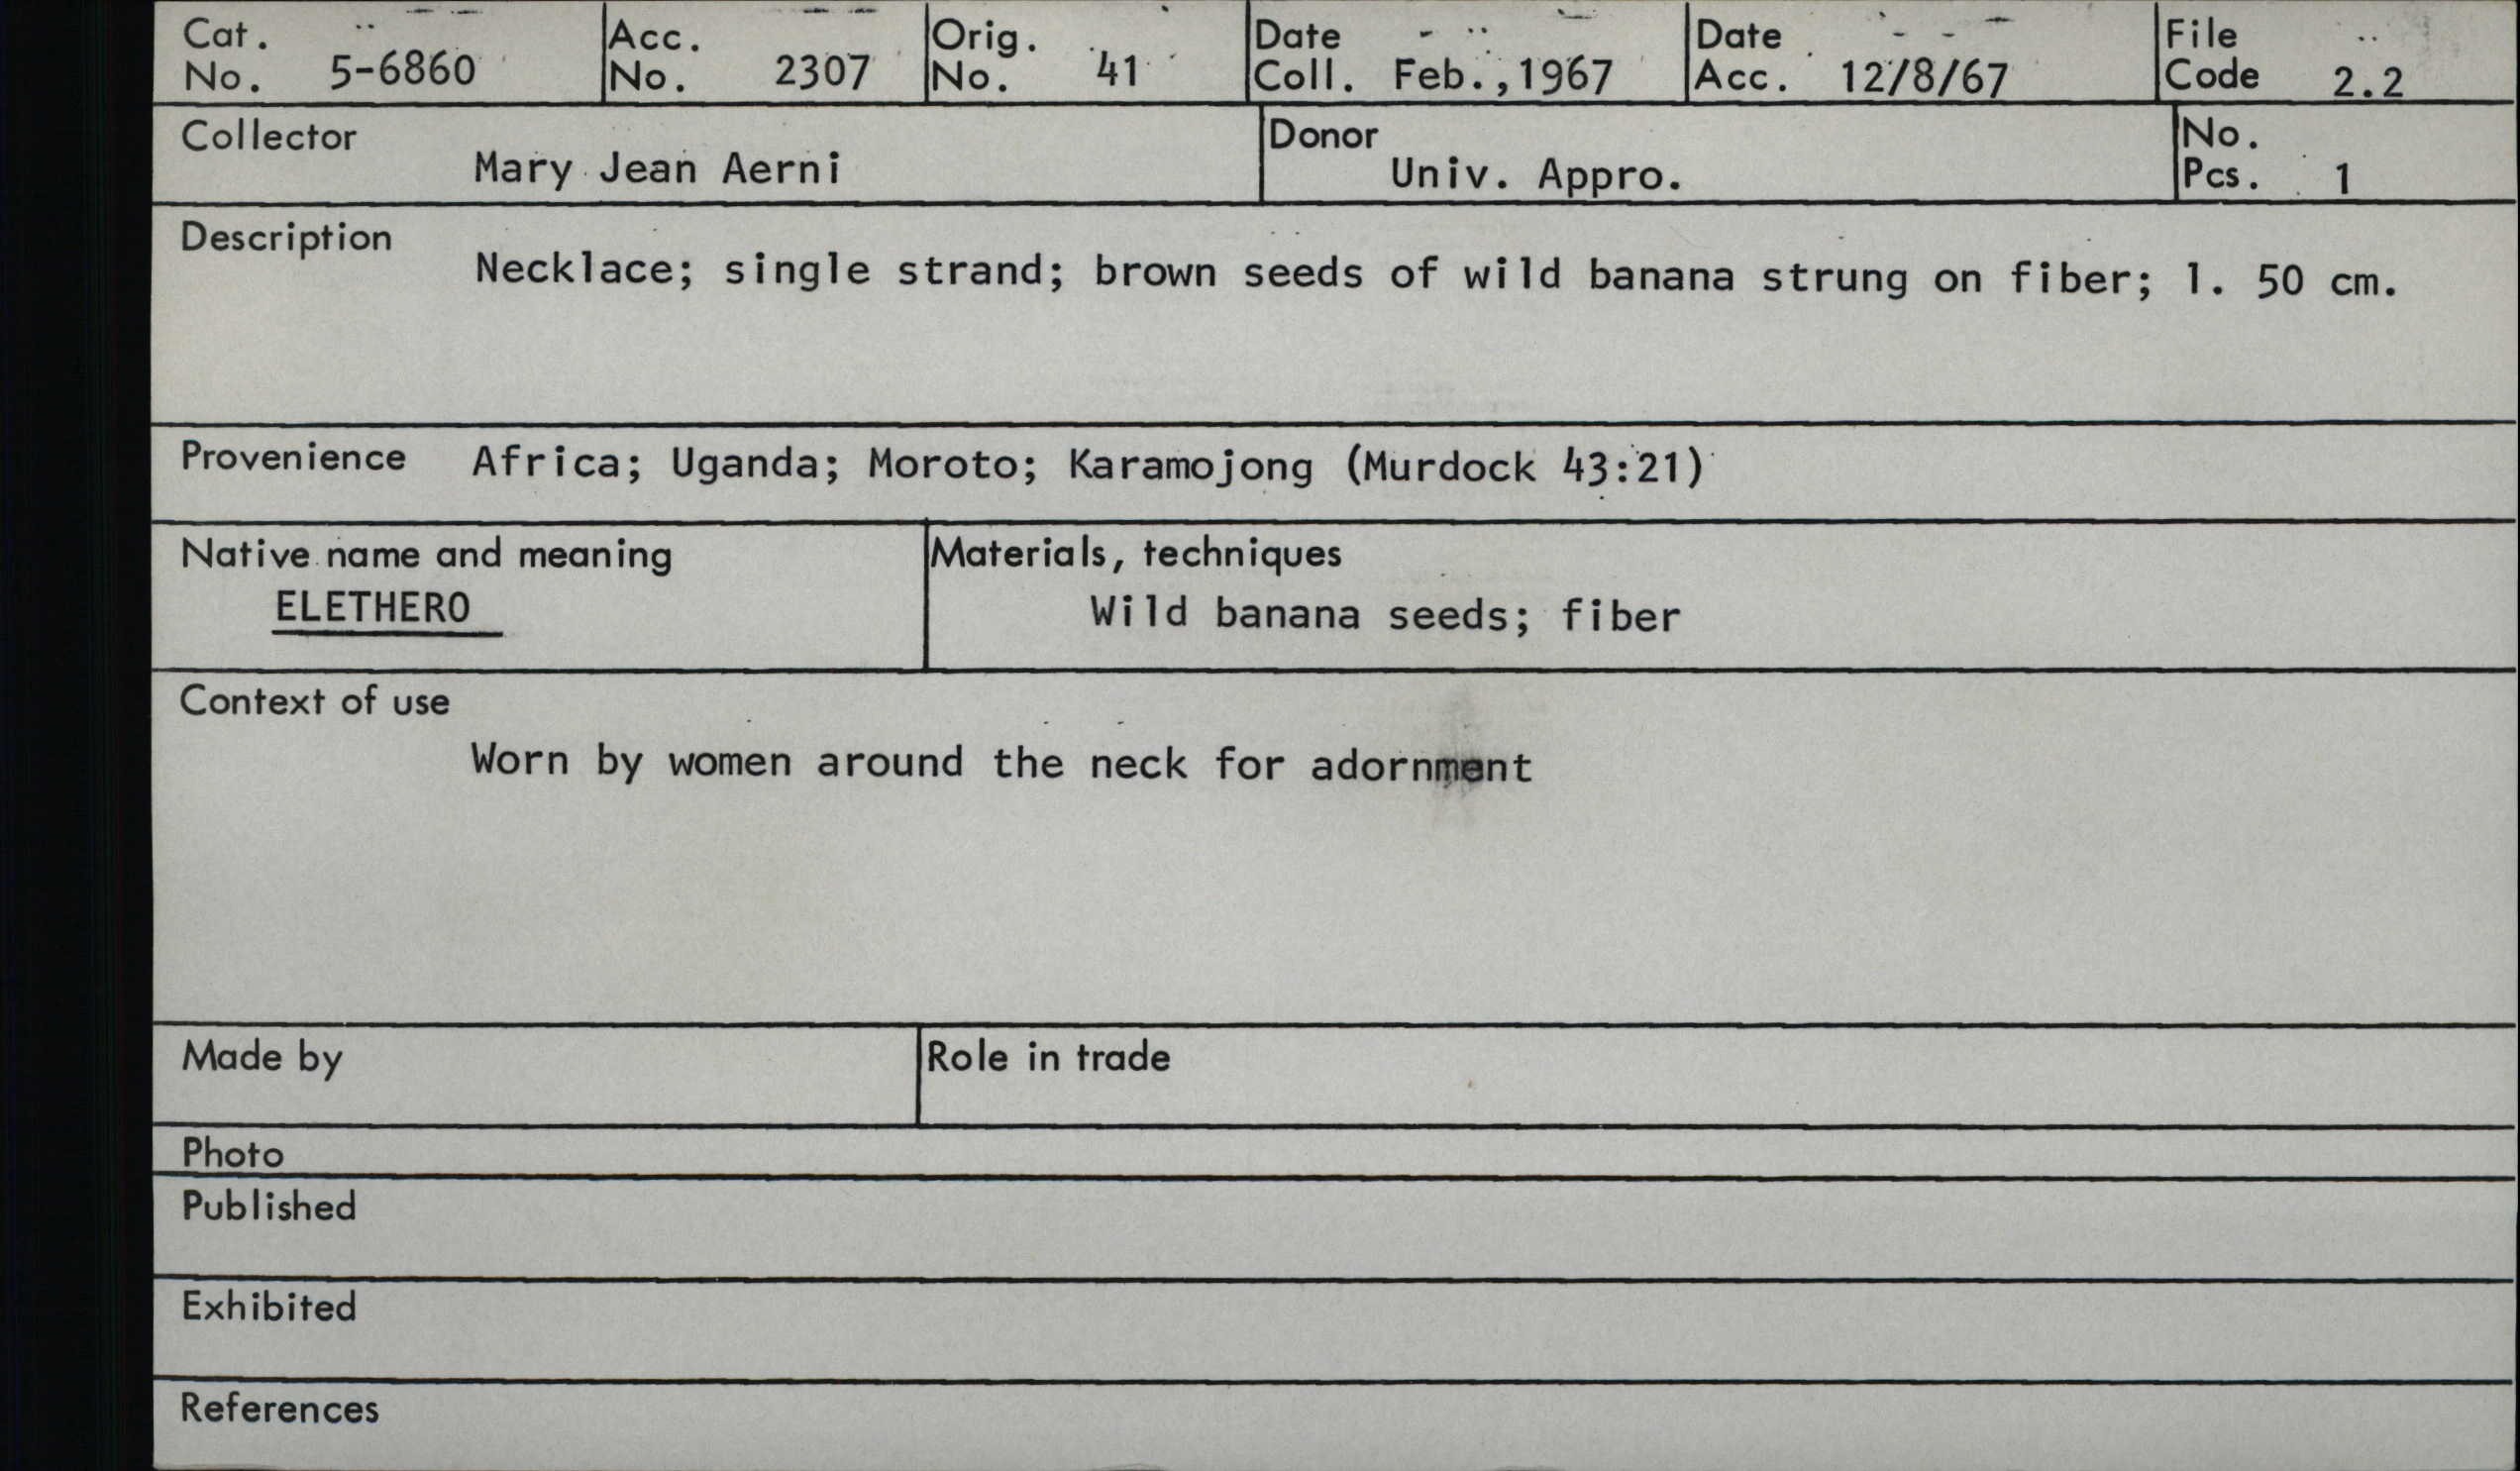 Cat. No. 5-6860
Acc. No. 2307
Orig. No. 41
Date Coll. Feb.,1967
Date Acc. 12/8/67
File Code 2.2
Collector Mary Jean Aerni
Donor Univ. Appro.
No. Pcs. 1
Description Necklace; single strand; brown seeds of wild banana strung on fiber; l. 50 cm.
Provenience Africa; Uganda; Moroto; Karamojong (Murdock 43:21)
Native name and meaning
ELETHERO
Materials, techniques
Wild banana seeds; fiber
Context of use
Worn by women around the neck for adornment
Made by
Role in trade
Photo
Published
Exhibited
References